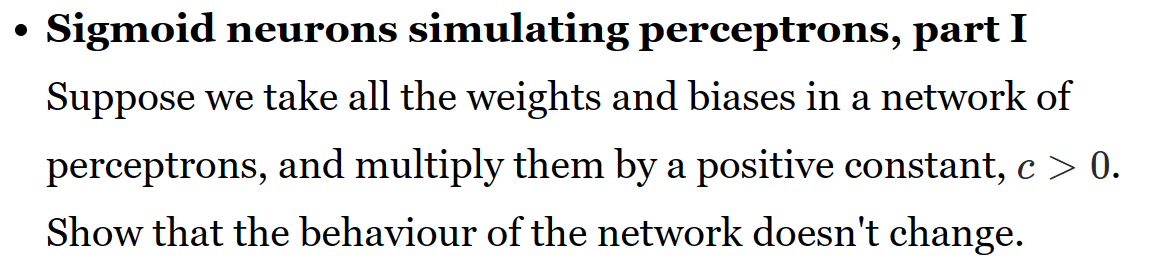 • Sigmoid neurons simulating perceptrons, part I
Suppose we take all the weights and biases in a network of
perceptrons, and multiply them by a positive constant, c > 0.
Show that the behaviour of the network doesn't change.